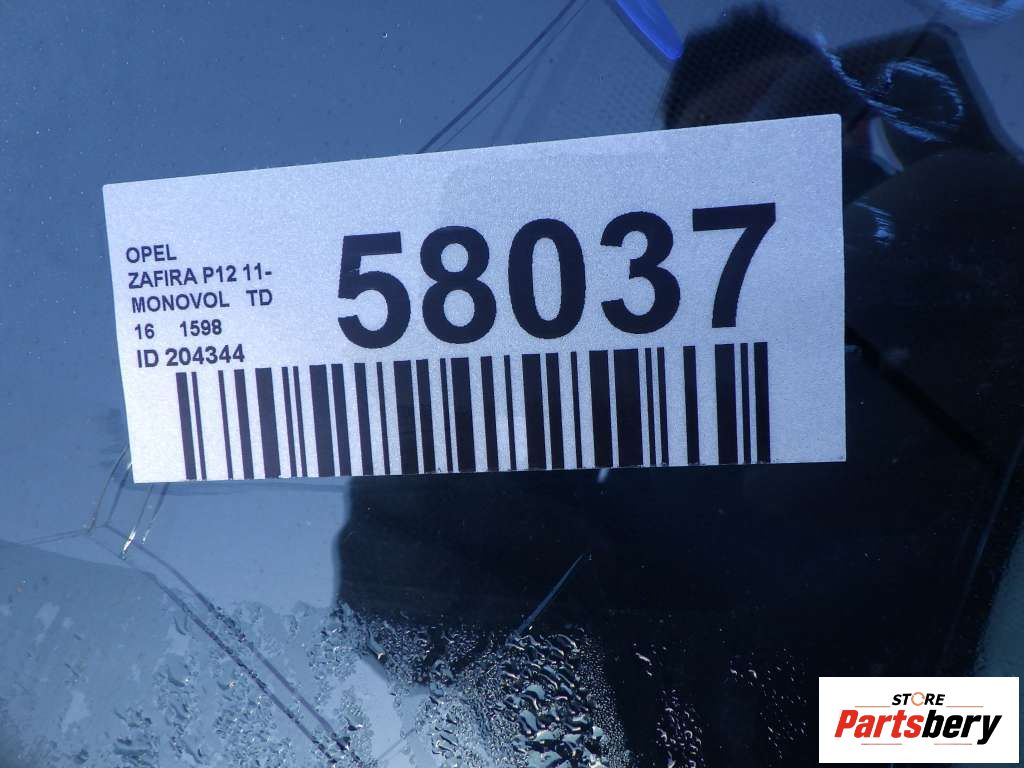 OPEL
ZAFIRA P12 11-
MONOVOL TD
16 1598
ID 204344
58037
STORE
Partsbery